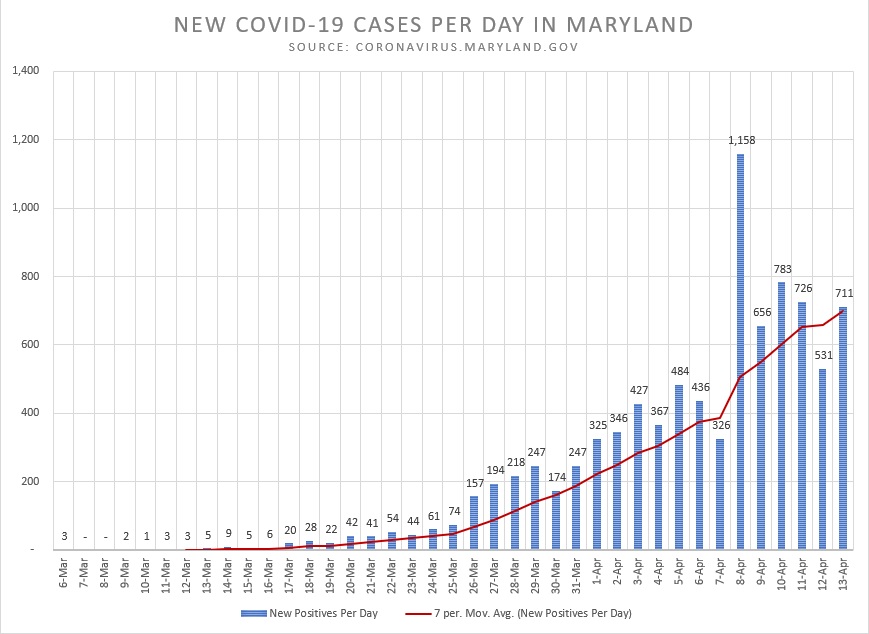 NEW COVID-19 CASES PER DAY IN MARYLAND
SOURCE: CORONAVIRUS.MARYLAND.GOV
1,400
1,200
1,000
800
600
400
200
-
3
-
-
2
1
3
3
5
9
5
6
20
28
22
42
41
54
44
61
74
157
194
218
247
174
247
325
346
427
367
484
436
326
1,158
656
783
726
531
711
6-Mar
7-Mar
8-Mar
9-Mar
10-Mar
11-Mar
12-Mar
13-Mar
14-Mar
15-Mar
16-Mar
17-Mar
18-Mar
19-Mar
20-Mar
21-Mar
22-Mar
23-Mar
24-Mar
25-Mar
26-Mar
27-Mar
28-Mar
29-Mar
30-Mar
31-Mar
1-Apr
2-Apr
3-Apr
4-Apr
5-Apr
6-Apr
7-Apr
8-Apr
9-Apr
10-Apr
11-Apr
12-Apr
13-Apr
New Positives Per Day
7 per. Mov. Avg. (New Positives Per Day)